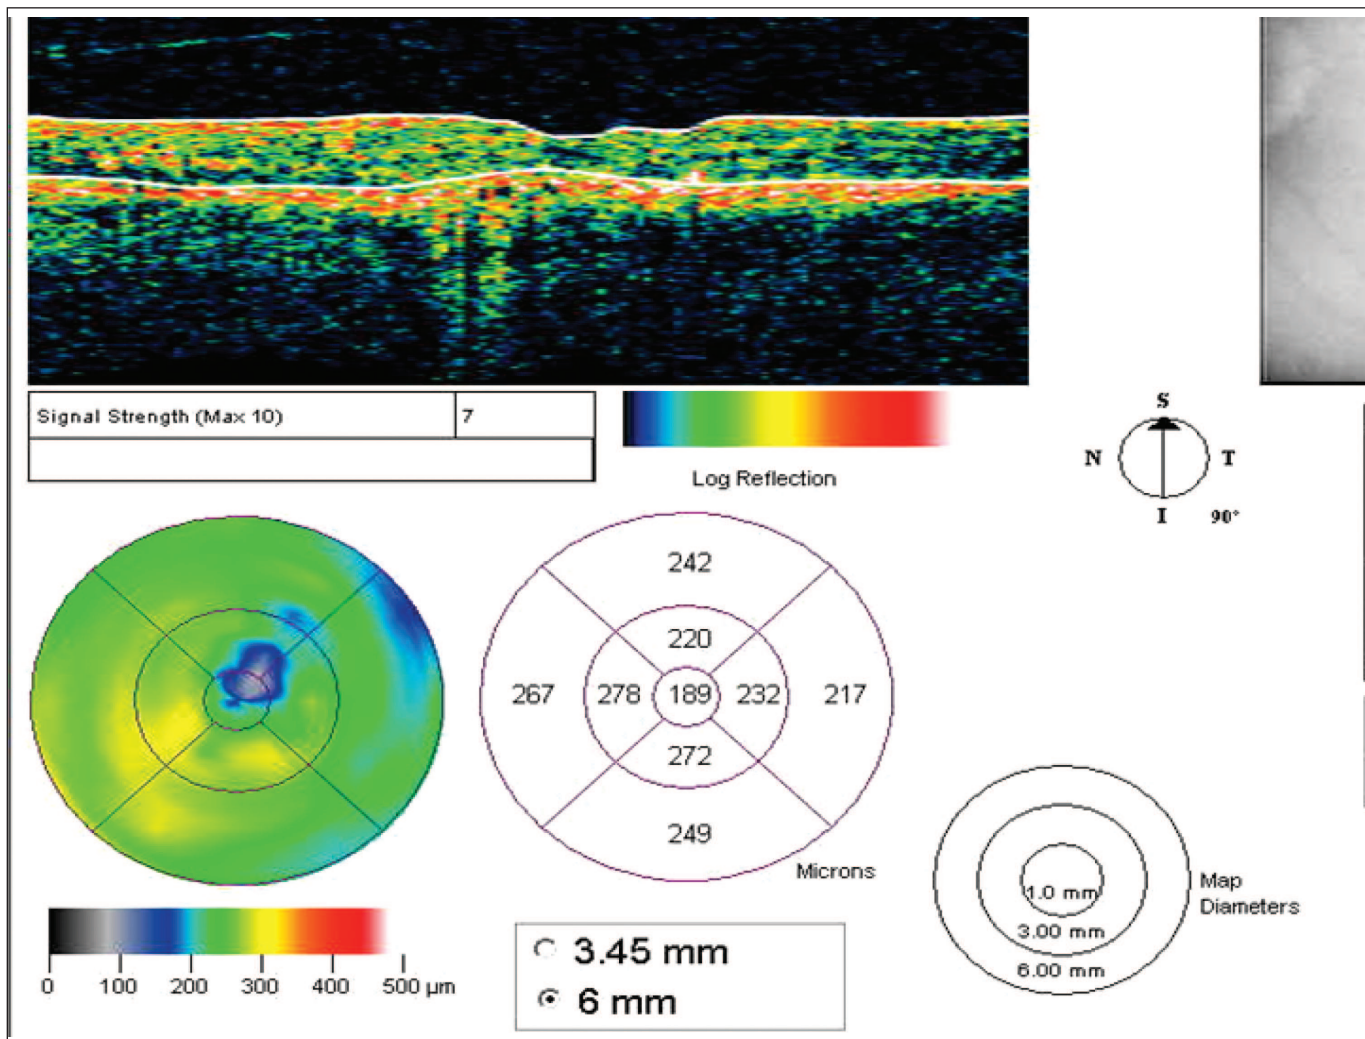 Signal Strength (Max 10) 7
Log Reflection
S
N T
I 90°
242
220
267 278 189 232 217
272
249
Microns
0 100 200 300 400 500 µm
3.45 mm
6 mm
1.0 mm
3.00 mm
6.00 mm
Map
Diameters